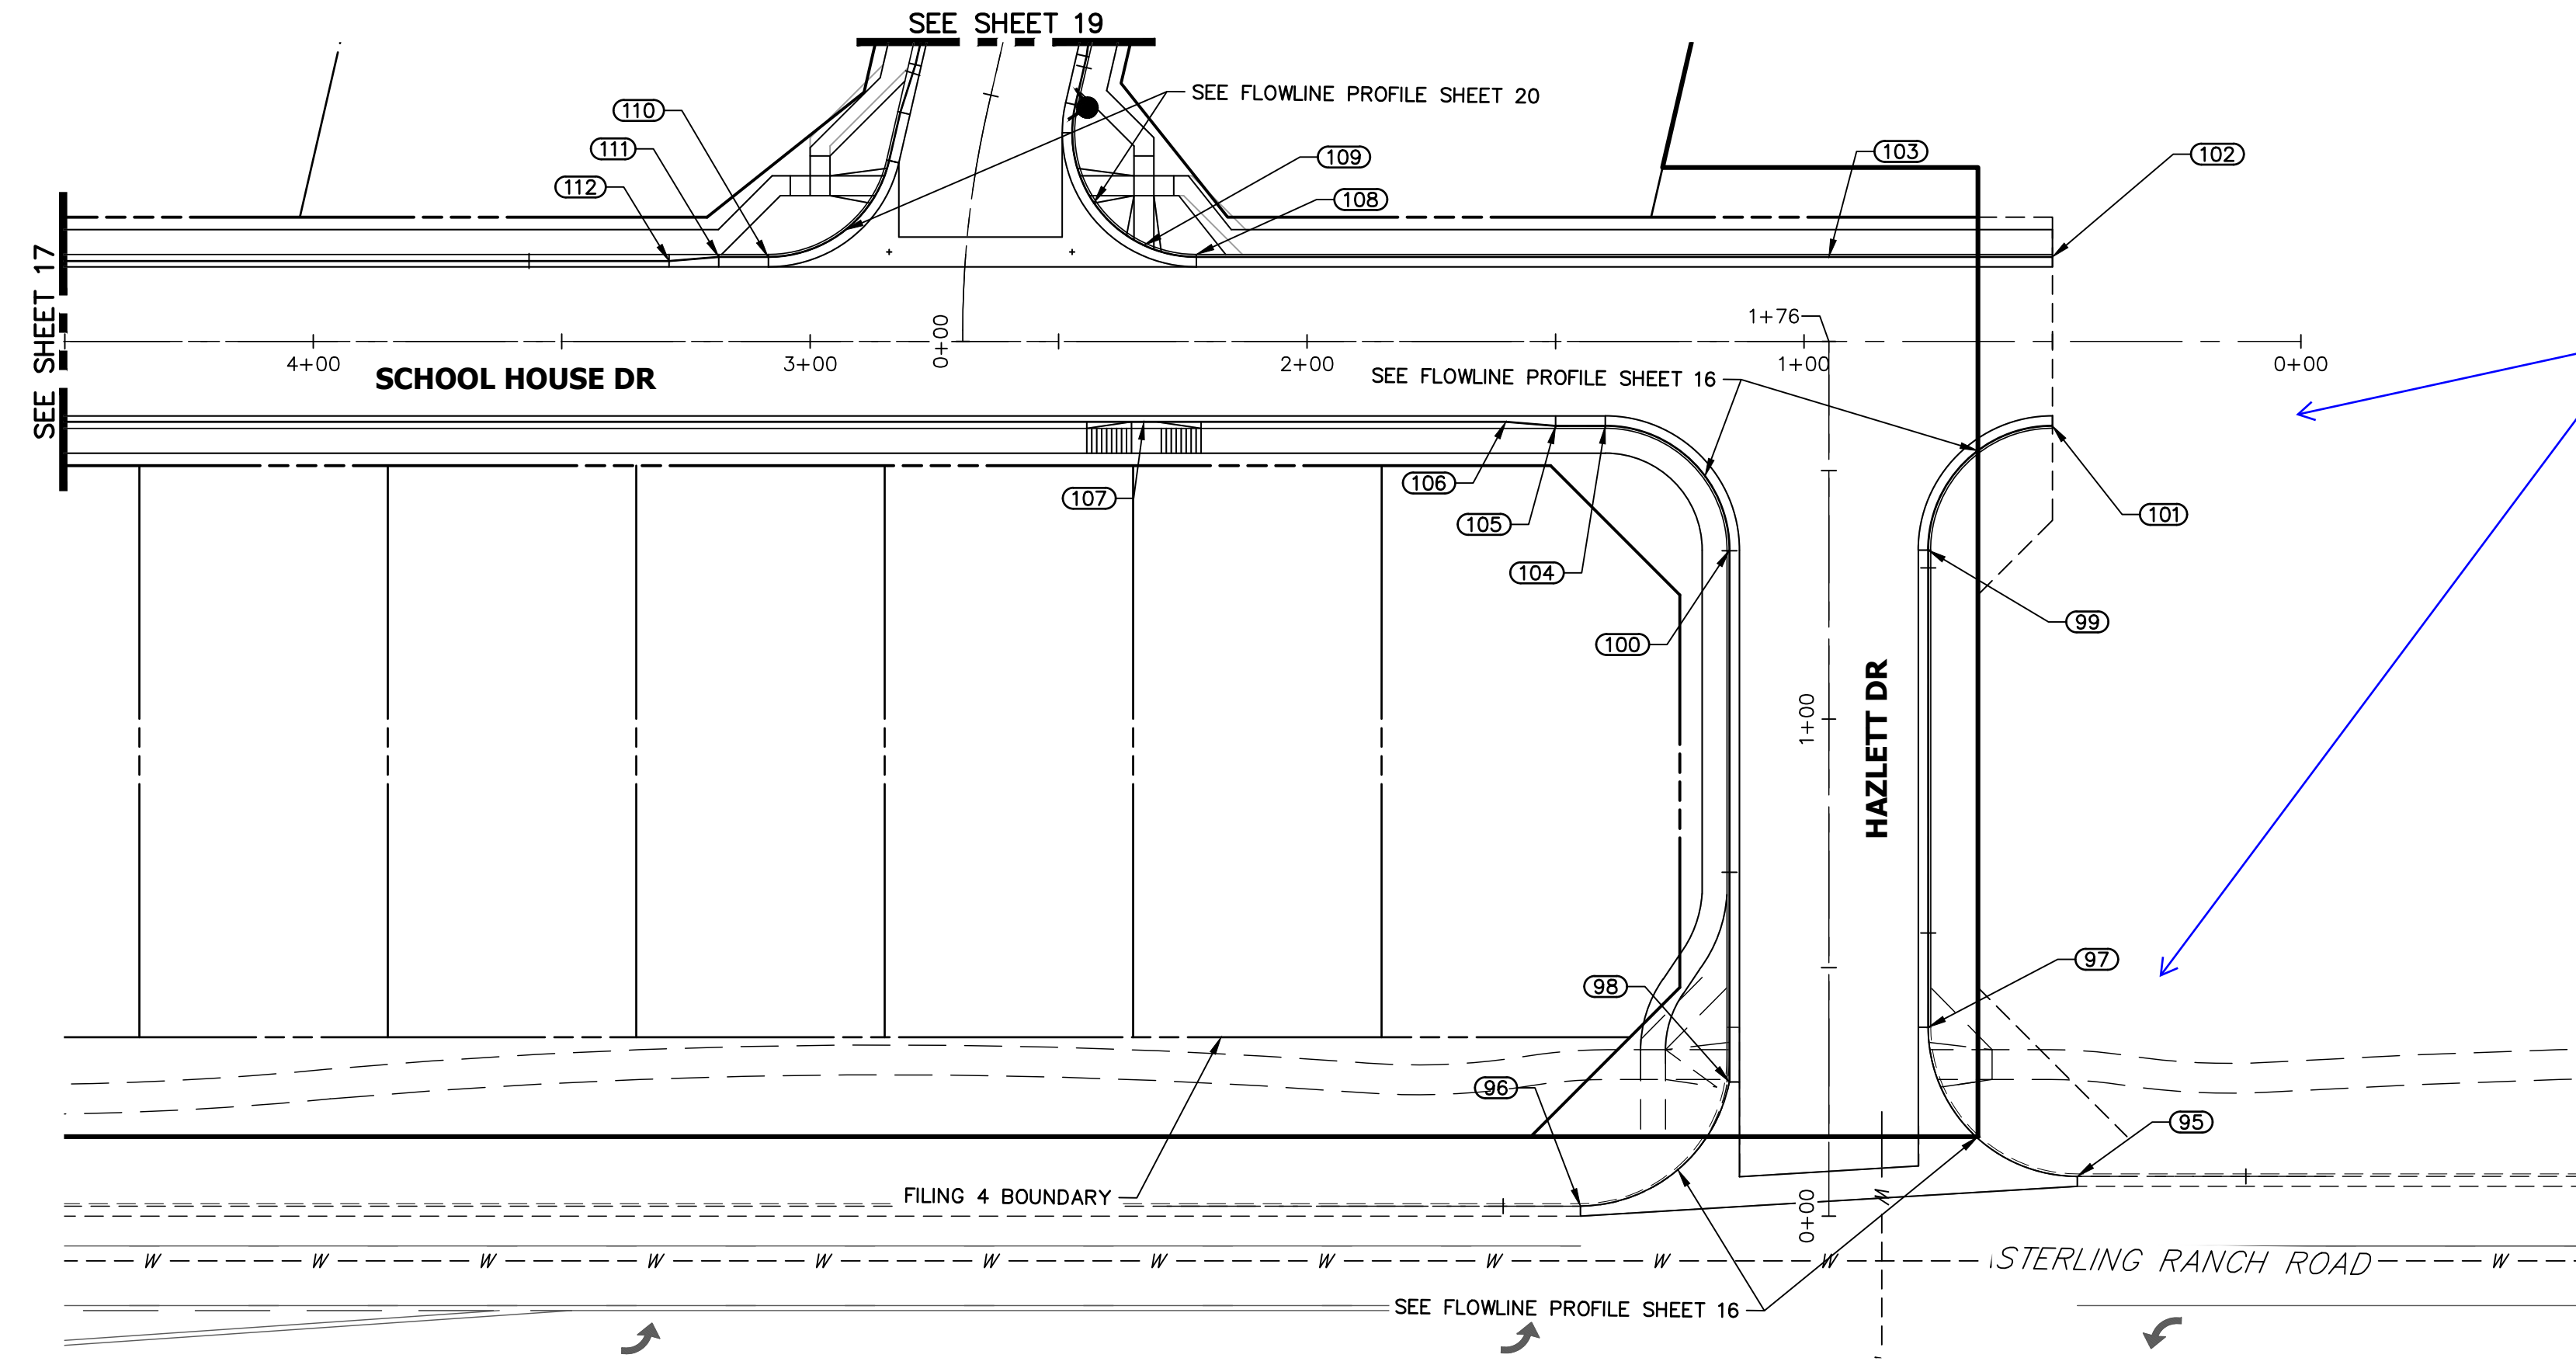 SEE SHEET 19
SEE FLOWLINE PROFILE SHEET 20
110
111
112
109
108
103
102
SEE SHEET 17
0+00
1+76
4+00
3+00
2+00
1+00
0+00
SCHOOL HOUSE DR
SEE FLOWLINE PROFILE SHEET 16
107
106
105
104
101
100
99
1+00
HAZLETT DR
98
97
96
95
FILING 4 BOUNDARY
0+00
W
W W W W W W W W W W W W
STERLING RANCH ROAD
W
SEE FLOWLINE PROFILE SHEET 16